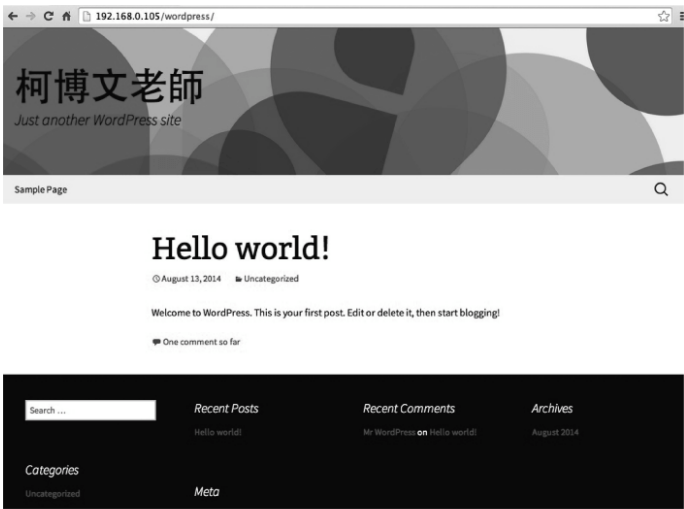 192.168.0.105/wordpress/
柯博文老師
Just another WordPress site
Sample Page
Hello world!
August 13, 2014 Uncategorized
Welcome to WordPress. This is your first post. Edit or delete it, then start blogging!
One comment so far
Search ...
Recent Posts
Hello world!
Recent Comments
Mr WordPress on Hello world!
Archives
August 2014
Categories
Uncategorized
Meta